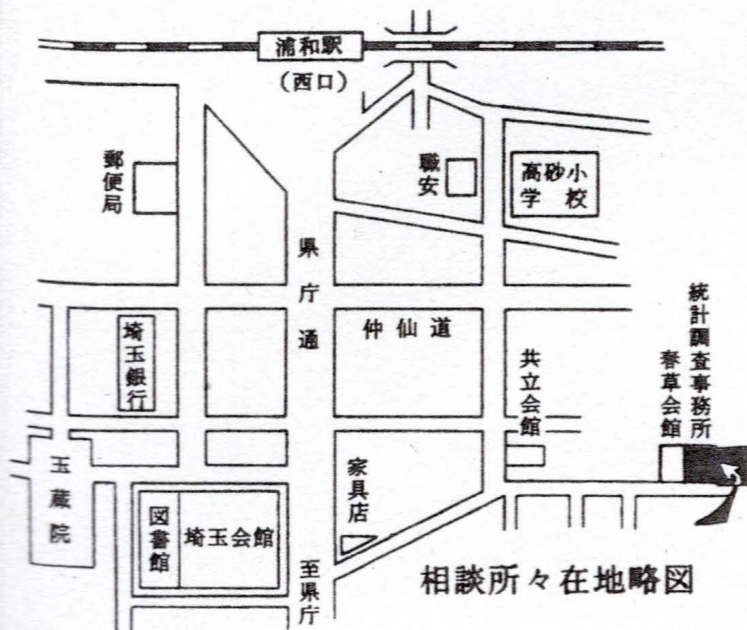 浦和駅
(西口)
郵便局
職安
高砂小
学校
県庁通
仲仙道
埼玉銀行
共立会館
春草会館
統計調査事務所
玉蔵院
図書館
埼玉会館
家具店
至県庁
相談所々在地略図